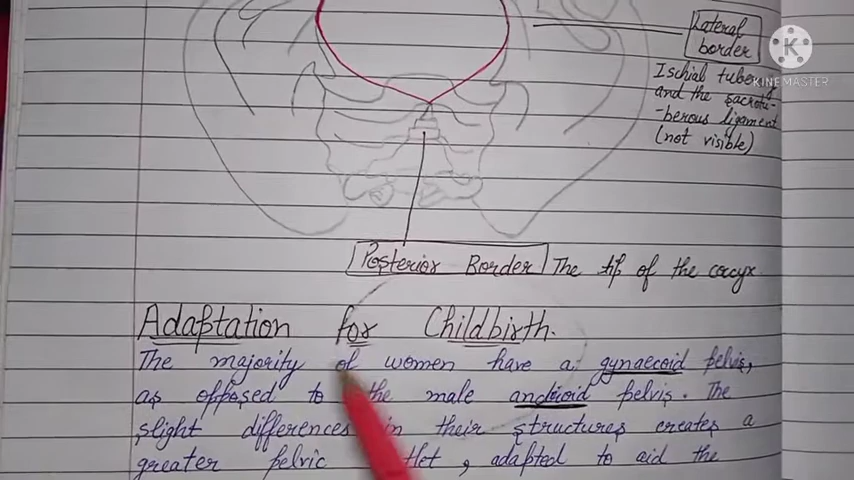 Lateral
border
KINEMASTER
Ischial tubero
and the sacrotu-
-berous ligament
(not visible)
Posterior Border The tip of the coccyx
Adaptation for Childbirth.
The majority of women have a gynaecoid pelvis,
as opposed to the male android pelvis. The
slight differences in their structures creates a
greater pelvic tlet, adapted to aid the